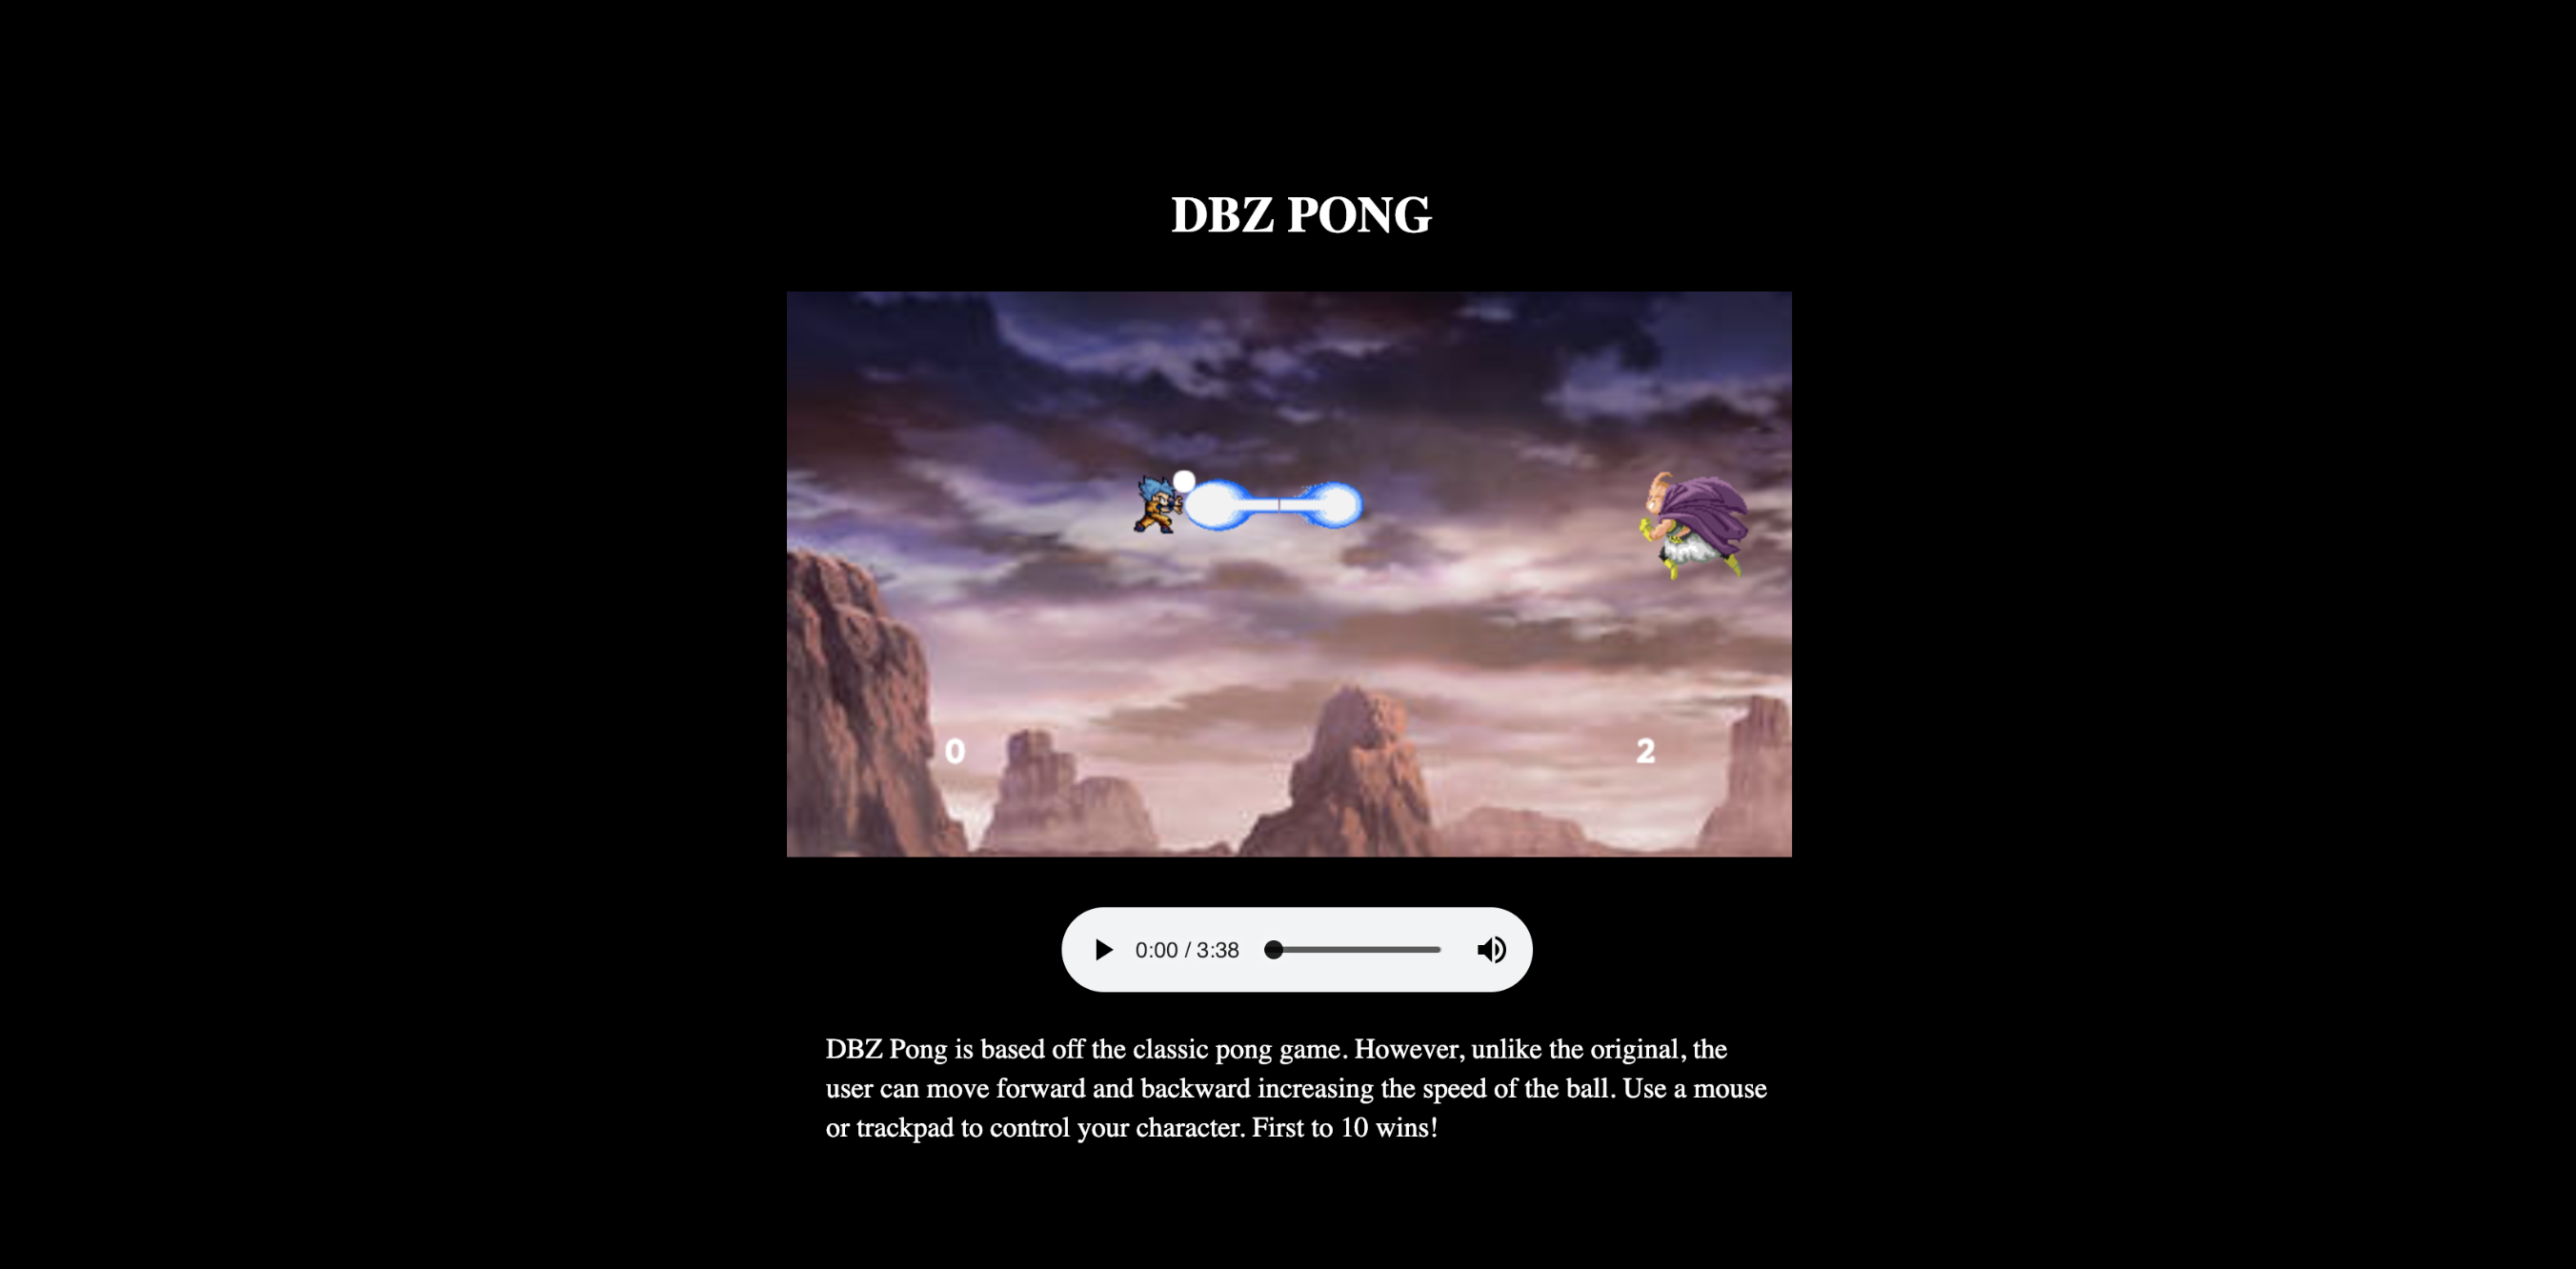 DBZ PONG
0
2
0:00 / 3:38
DBZ Pong is based off the classic pong game. However, unlike the original, the
user can move forward and backward increasing the speed of the ball. Use a mouse
or trackpad to control your character. First to 10 wins!